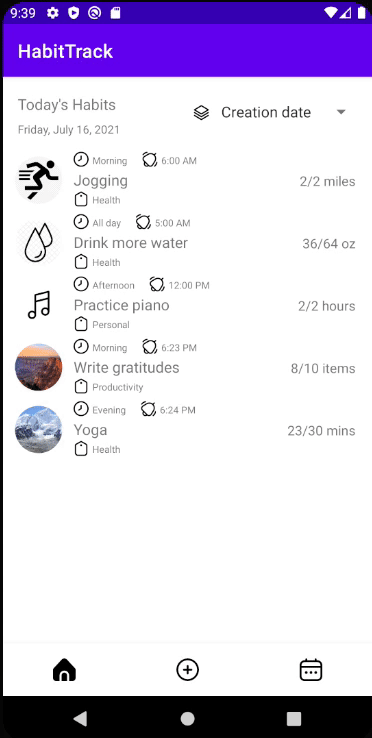 9:39
HabitTrack
Today's Habits
Creation date
Friday, July 16, 2021
Morning 6:00 AM
Jogging 2/2 miles
Health
All day 5:00 AM
Drink more water 36/64 oz
Health
Afternoon 12:00 PM
Practice piano 2/2 hours
Personal
Morning 6:23 PM
Write gratitudes 8/10 items
Productivity
Evening 6:24 PM
Yoga 23/30 mins
Health